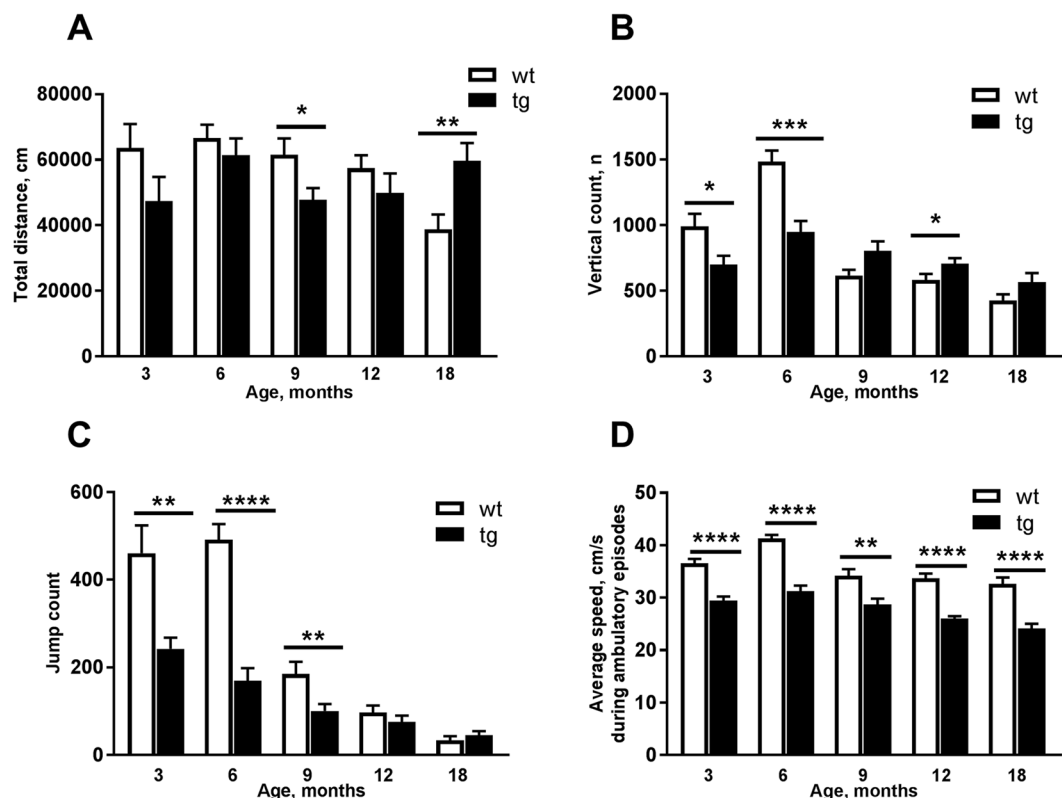 A
wt
tg
Total distance, cm
80000
60000
40000
20000
0
*
**
3 6 9 12 18
Age, months
B
wt
tg
Vertical count, n
2000
1500
1000
500
0
*
***
*
3 6 9 12 18
Age, months
C
wt
tg
Jump count
600
400
200
0
**
****
**
3 6 9 12 18
Age, months
D
wt
tg
Average speed, cm/s
during ambulatory episodes
50
40
30
20
10
0
****
****
**
****
****
3 6 9 12 18
Age, months